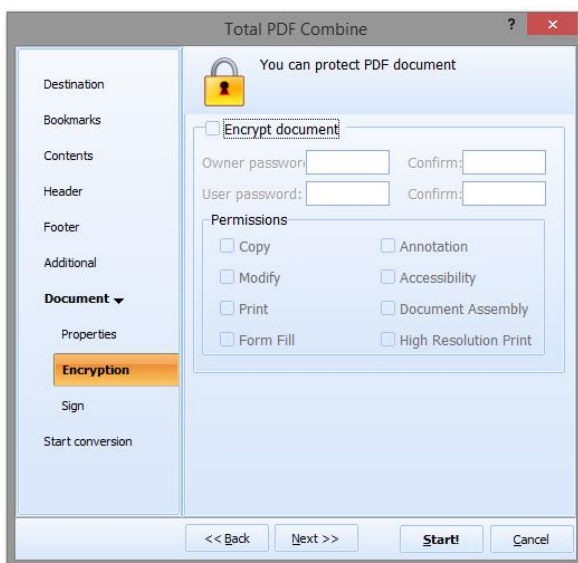 Total PDF Combine
? ×
You can protect PDF document
Destination
Bookmarks
Contents
Header
Footer
Additional
Document
Properties
Encryption
Sign
Start conversion
Encrypt document
Owner passwor Confirm:
User password: Confirm:
Permissions
Copy Annotation
Modify Accessibility
Print Document Assembly
Form Fill High Resolution Print
<< Back Next >> Start! Cancel